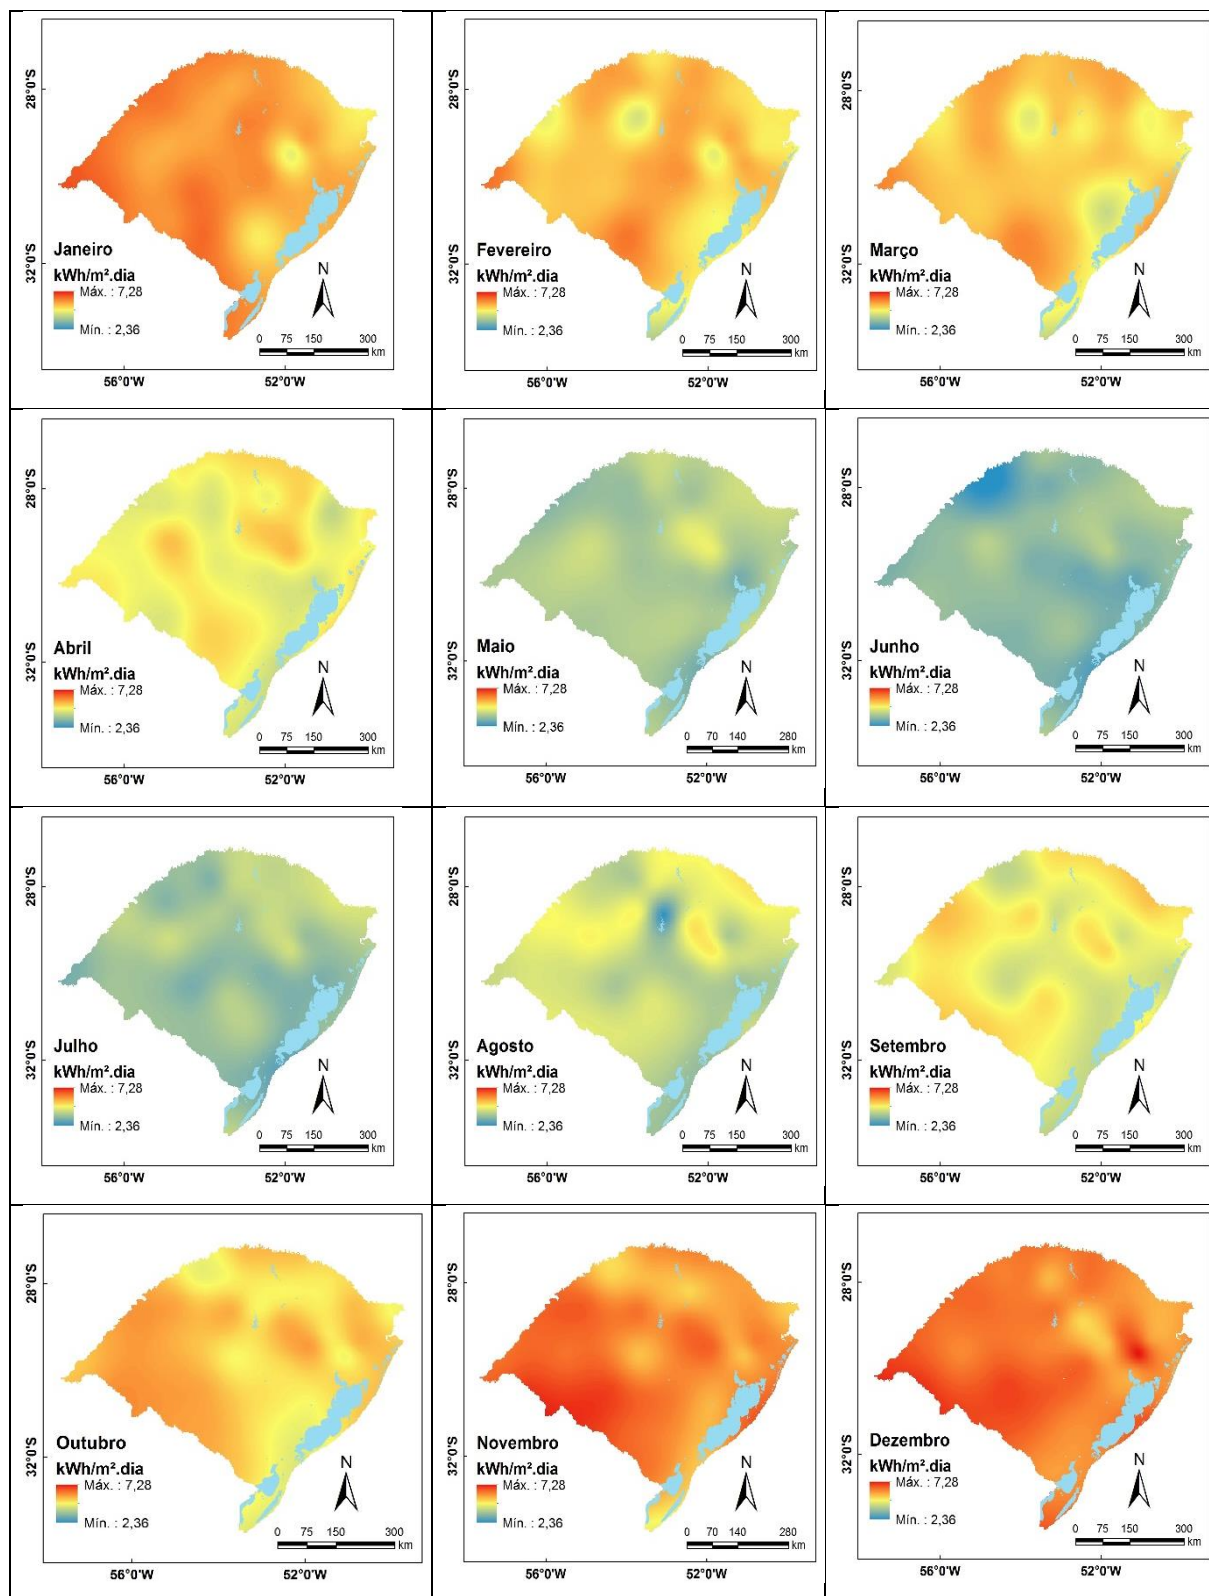 28°0'S
32°0'S
Janeiro
kWh/m².dia
Máx. : 7,28
Mín. : 2,36
N
0 75 150 300
km
56°0'W 52°0'W
28°0'S
32°0'S
Fevereiro
kWh/m².dia
Máx. : 7,28
Mín. : 2,36
N
0 75 150 300
km
56°0'W 52°0'W
28°0'S
32°0'S
Março
kWh/m².dia
Máx. : 7,28
Mín. : 2,36
N
0 75 150 300
km
56°0'W 52°0'W
28°0'S
32°0'S
Abril
kWh/m².dia
Máx. : 7,28
Mín. : 2,36
N
0 75 150 300
km
56°0'W 52°0'W
28°0'S
32°0'S
Maio
kWh/m².dia
Máx. : 7,28
Mín. : 2,36
N
0 70 140 280
km
56°0'W 52°0'W
28°0'S
32°0'S
Junho
kWh/m².dia
Máx. : 7,28
Mín. : 2,36
N
0 75 150 300
km
56°0'W 52°0'W
28°0'S
32°0'S
Julho
kWh/m².dia
Máx. : 7,28
Mín. : 2,36
N
0 75 150 300
km
56°0'W 52°0'W
28°0'S
32°0'S
Agosto
kWh/m².dia
Máx. : 7,28
Mín. : 2,36
N
0 75 150 300
km
56°0'W 52°0'W
28°0'S
32°0'S
Setembro
kWh/m².dia
Máx. : 7,28
Mín. : 2,36
N
0 75 150 300
km
56°0'W 52°0'W
28°0'S
32°0'S
Outubro
kWh/m².dia
Máx. : 7,28
Mín. : 2,36
N
0 75 150 300
km
56°0'W 52°0'W
28°0'S
32°0'S
Novembro
kWh/m².dia
Máx. : 7,28
Mín. : 2,36
N
0 70 140 280
km
56°0'W 52°0'W
28°0'S
32°0'S
Dezembro
kWh/m².dia
Máx. : 7,28
Mín. : 2,36
N
0 75 150 300
km
56°0'W 52°0'W